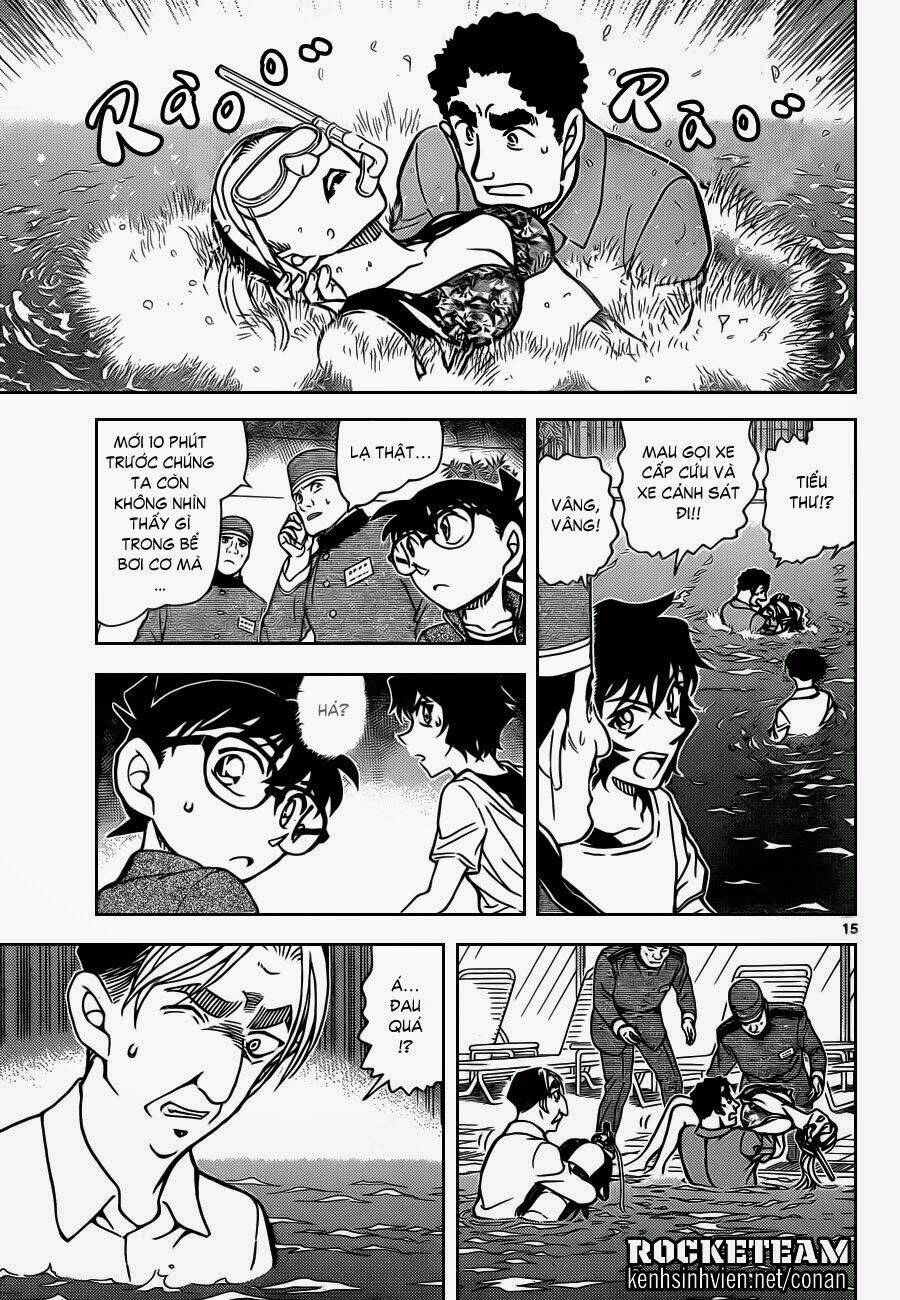 Rào
Rào
TIỂU
THƯ!?
MAU GỌI XE
CẤP CỨU VÀ
XE CẢNH SÁT
ĐI!!
VÂNG,
VÂNG!
LẠ THẬT...
MỚI 10 PHÚT
TRƯỚC CHÚNG
TA CÒN
KHÔNG NHÌN
THẤY GÌ
TRONG BỂ
BƠI CƠ MÀ
...
HẢ?
15
Á...
ĐAU
QUÁ
!?
ROCKETEAM
kenhsinhvien.net/conan